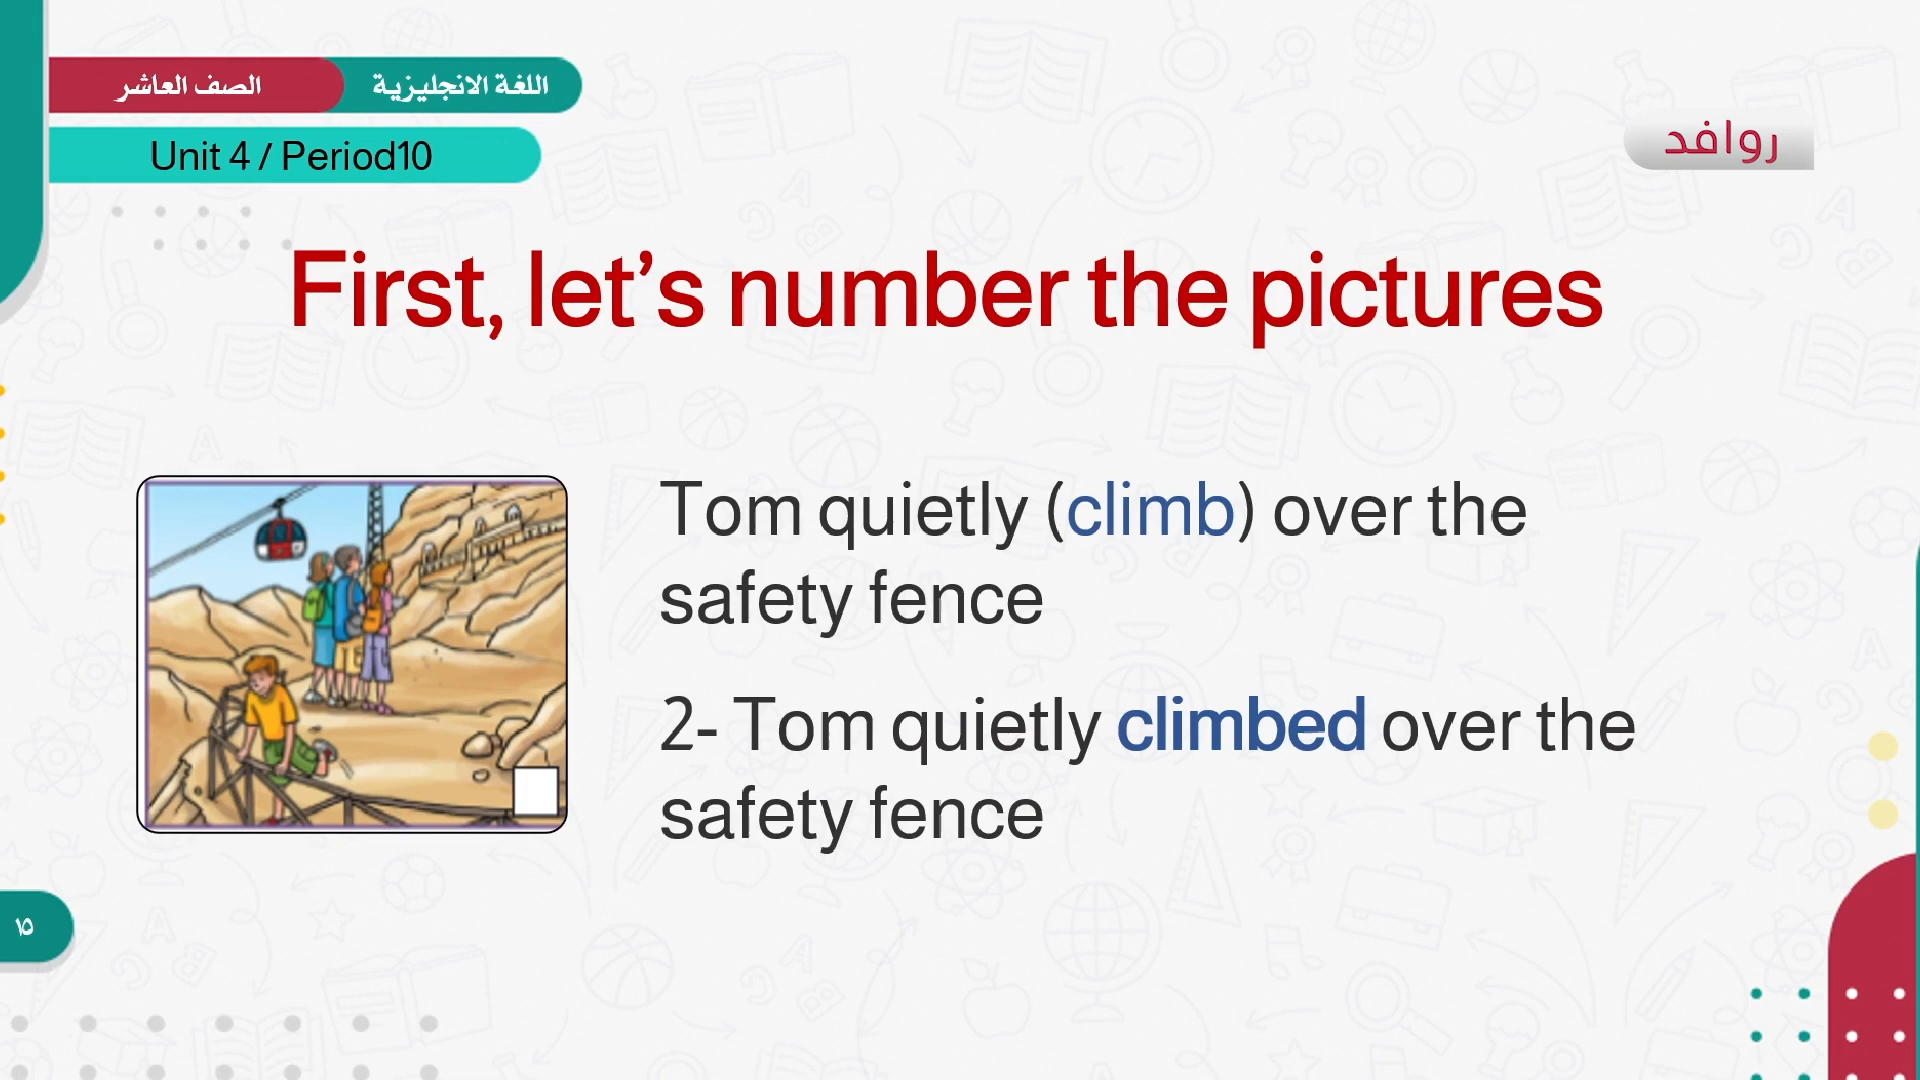 اللغة الانجليزية
الصف العاشر
Unit 4 / Period10
روافد
First, let’s number the pictures
Tom quietly (climb) over the
safety fence
2- Tom quietly climbed over the
safety fence
١٥